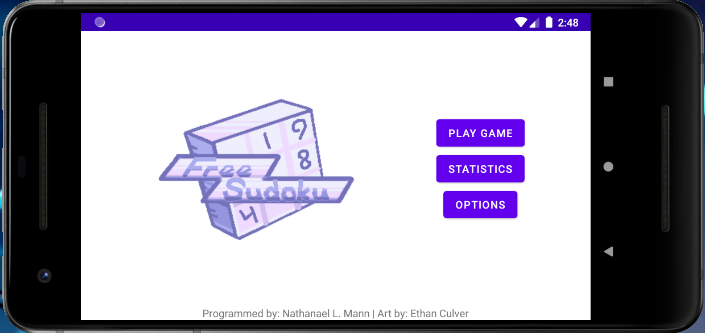 2:48
1 9
8
Free
Sudoku
4
PLAY GAME
STATISTICS
OPTIONS
Programmed by: Nathanael L. Mann | Art by: Ethan Culver